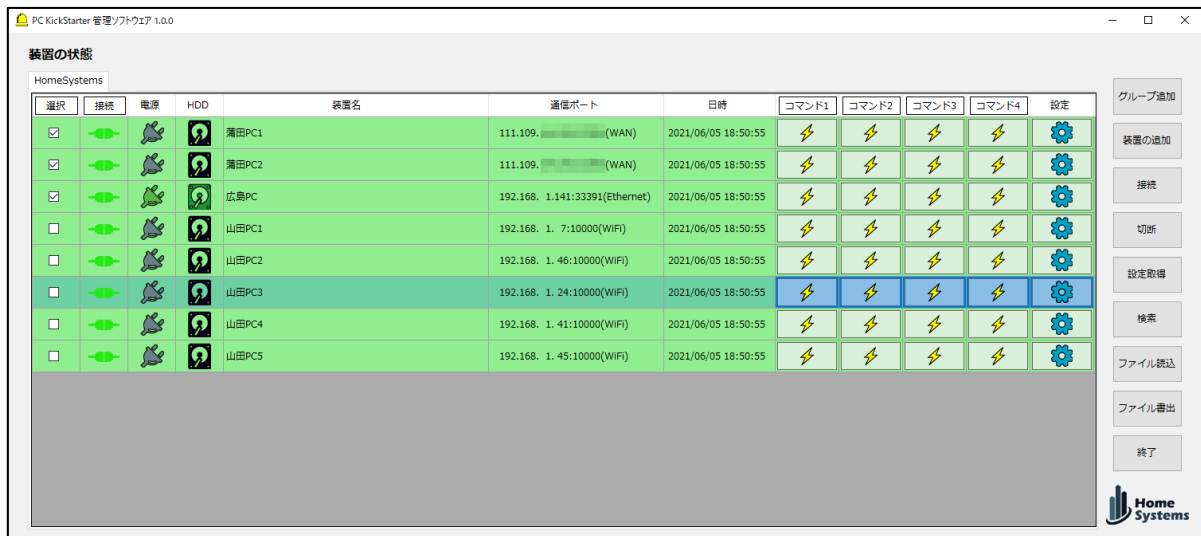 PC KickStarter 管理ソフトウェア 1.0.0
装置の状態
HomeSystems
選択 接続 電源 HDD 装置名 通信ポート 日時 コマンド1 コマンド2 コマンド3 コマンド4 設定
蒲田PC1 111.109. (WAN) 2021/06/05 18:50:55
蒲田PC2 111.109. (WAN) 2021/06/05 18:50:55
広島PC 192.168. 1.141:33391(Ethernet) 2021/06/05 18:50:55
山田PC1 192.168. 1. 7:10000(WiFi) 2021/06/05 18:50:55
山田PC2 192.168. 1. 46:10000(WiFi) 2021/06/05 18:50:55
山田PC3 192.168. 1. 24:10000(WiFi) 2021/06/05 18:50:55
山田PC4 192.168. 1. 41:10000(WiFi) 2021/06/05 18:50:55
山田PC5 192.168. 1. 45:10000(WiFi) 2021/06/05 18:50:55
グループ追加
装置の追加
接続
切断
設定取得
検索
ファイル読込
ファイル書出
終了
Home
Systems